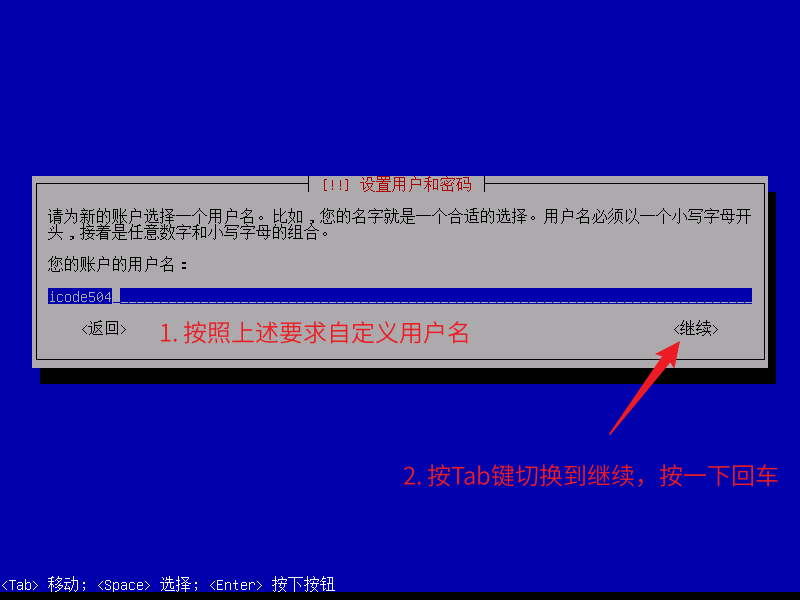 [!!] 设置用户和密码
请为新的账户选择一个用户名。比如，您的名字就是一个合适的选择。用户名必须以一个小写字母开
头，接着是任意数字和小写字母的组合。
您的账户的用户名：
icode504
<返回>
1. 按照上述要求自定义用户名
<继续>
2. 按Tab键切换到继续，按一下回车
<Tab> 移动；<Space> 选择；<Enter> 按下按钮